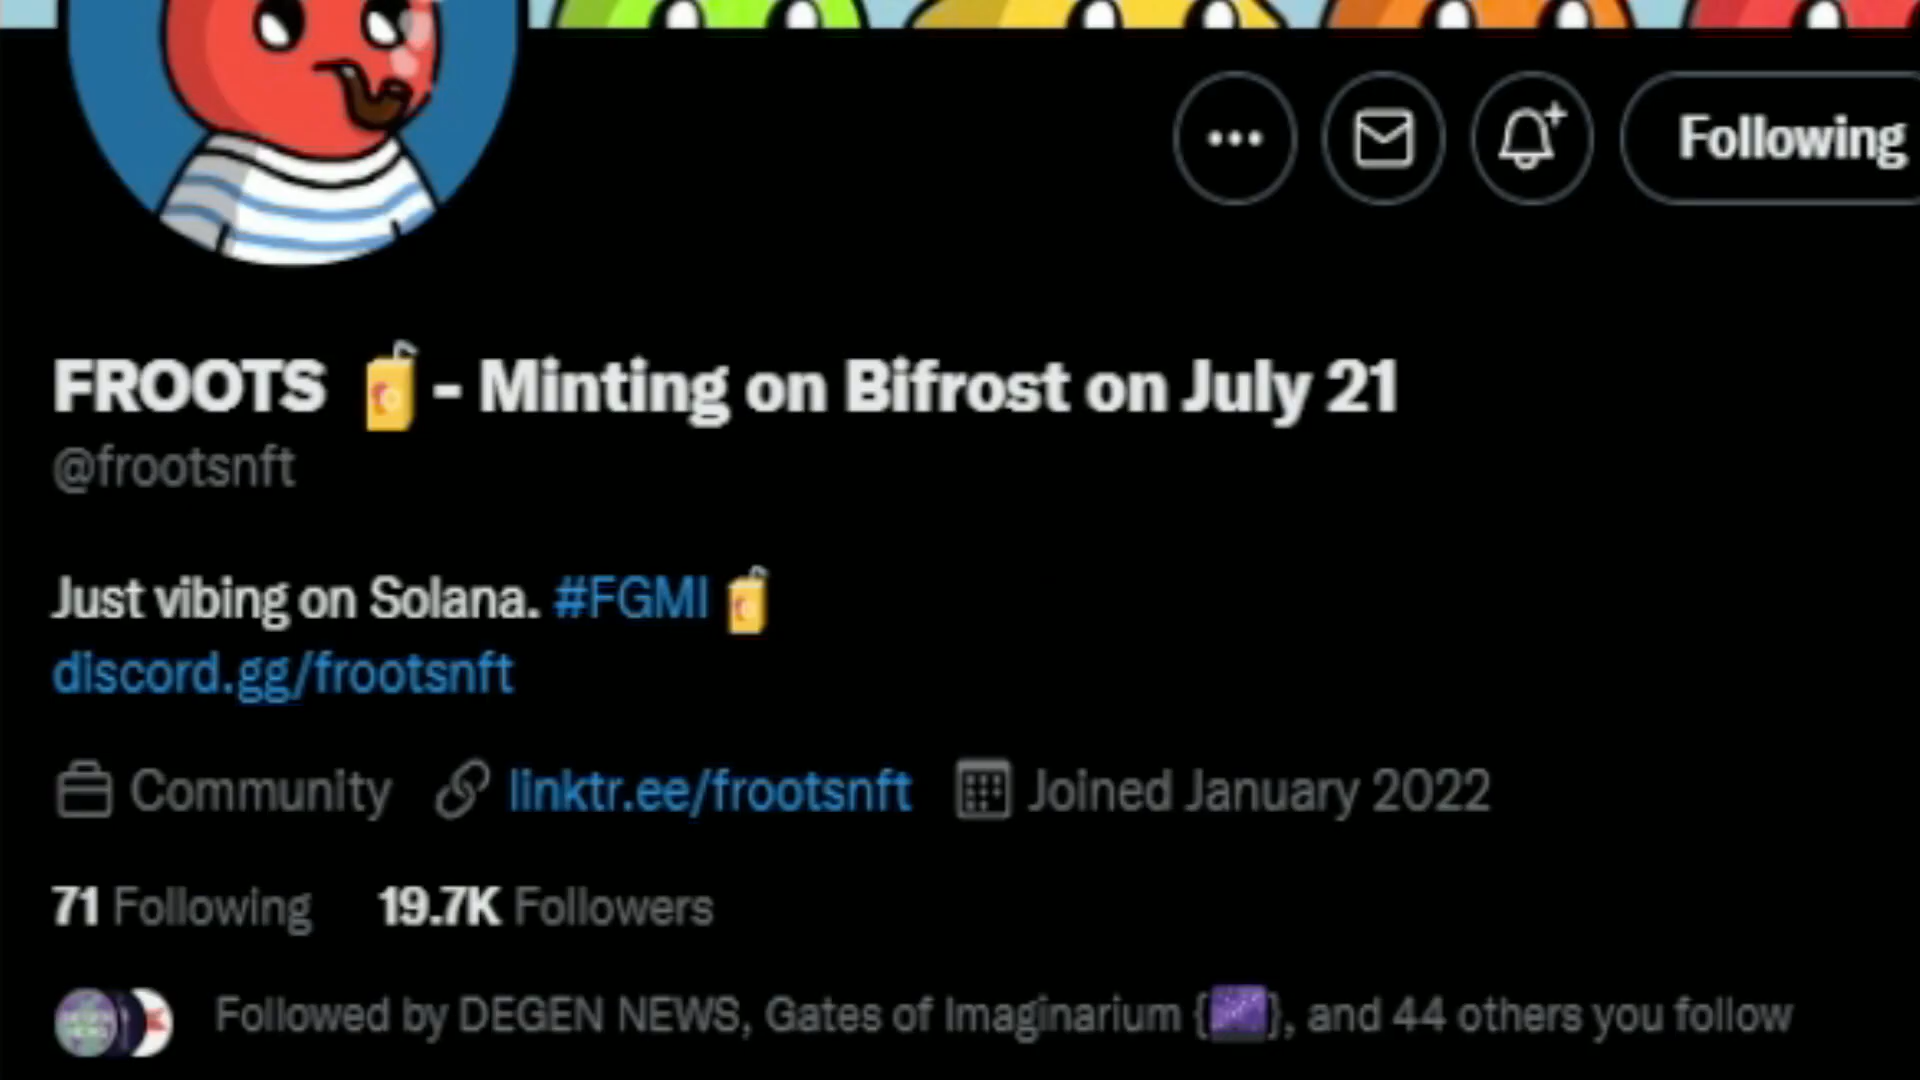 Following
FROOTS 🧃- Minting on Bifrost on July 21
@frootsnft
Just vibing on Solana. #FGMI 🧃
discord.gg/frootsnft
Community linktr.ee/frootsnft Joined January 2022
71 Following 19.7K Followers
Followed by DEGEN NEWS, Gates of Imaginarium {🌌}, and 44 others you follow